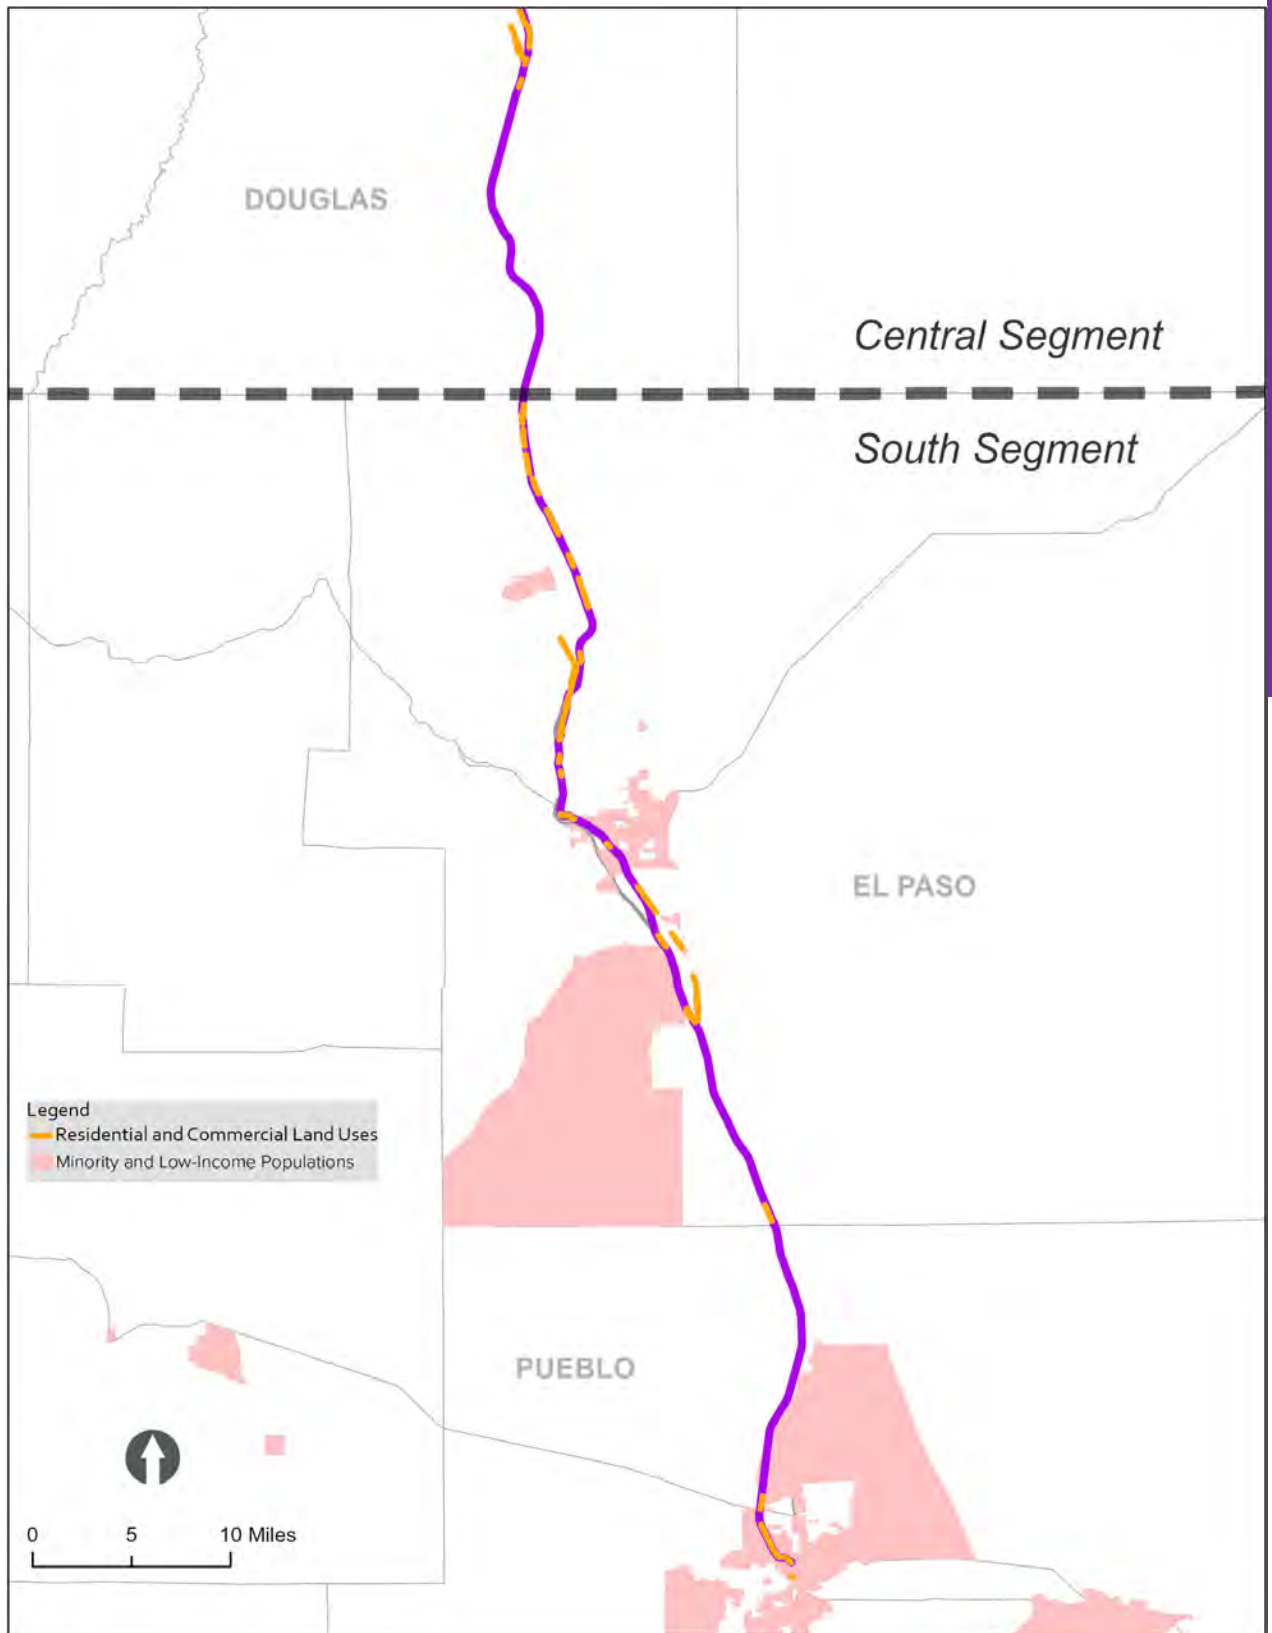 DOUGLAS
Central Segment
South Segment
EL PASO
Legend
Residential and Commercial Land Uses
Minority and Low-Income Populations
PUEBLO
0 5 10 Miles